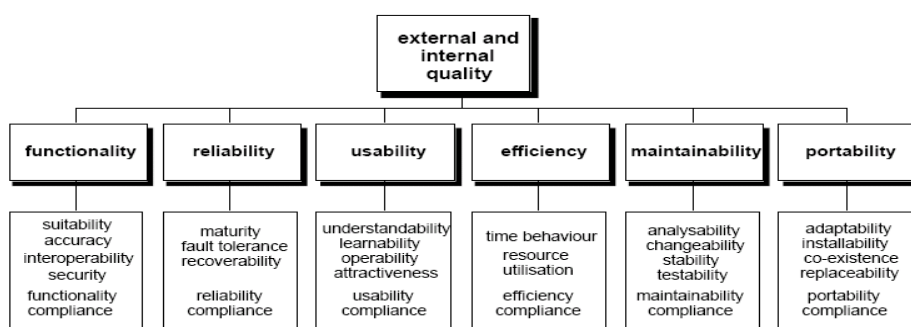 external and
internal
quality
functionality
reliability
usability
efficiency
maintainability
portability
suitability
accuracy
interoperability
security
functionality
compliance
maturity
fault tolerance
recoverability
reliability
compliance
understandability
learnability
operability
attractiveness
usability
compliance
time behaviour
resource
utilisation
efficiency
compliance
analysability
changeability
stability
testability
maintainability
compliance
adaptability
installability
co-existence
replaceability
portability
compliance